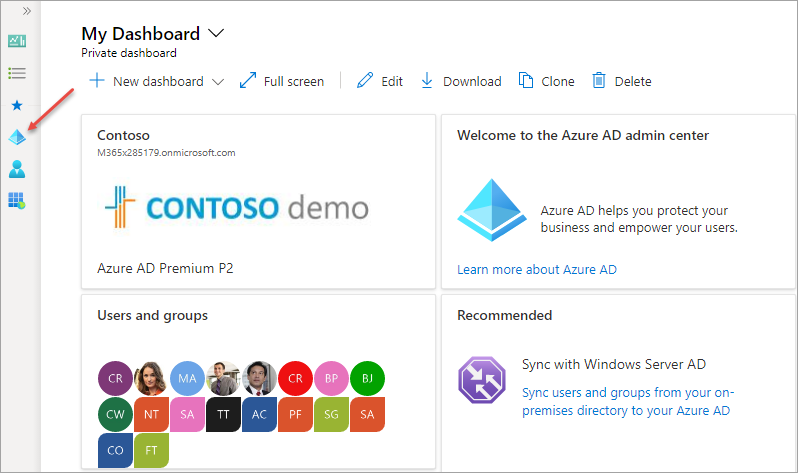 My Dashboard
Private dashboard
New dashboard Full screen Edit Download Clone Delete
Contoso
M365x285179.onmicrosoft.com
CONTOSO demo
Azure AD Premium P2
Welcome to the Azure AD admin center
Azure AD helps you protect your
business and empower your users.
Learn more about Azure AD
Users and groups
CR MA CR BP BJ
CW NT SA TT AC PF SG SA
CO FT
Recommended
Sync with Windows Server AD
Sync users and groups from your on-
premises directory to your Azure AD